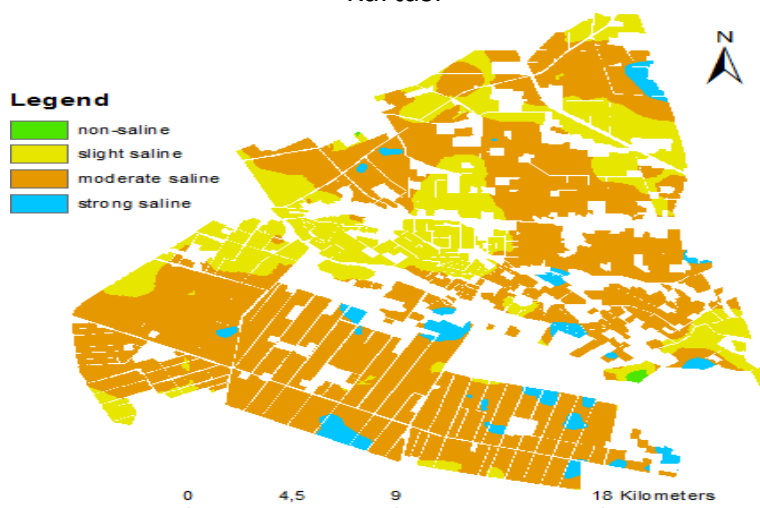 N
Legend
non-saline
slight saline
moderate saline
strong saline
0 4,5 9 18 Kilometers